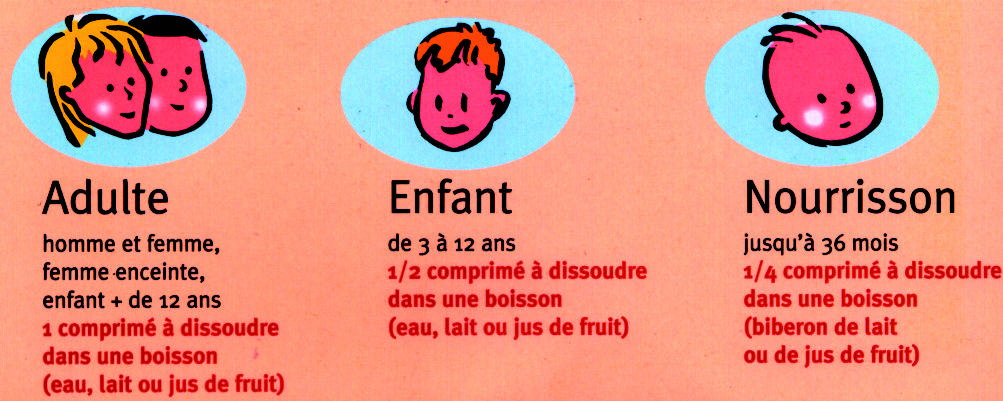 Adulte
homme et femme,
femme enceinte,
enfant + de 12 ans
1 comprimé à dissoudre
dans une boisson
(eau, lait ou jus de fruit)
Enfant
de 3 à 12 ans
1/2 comprimé à dissoudre
dans une boisson
(eau, lait ou jus de fruit)
Nourrisson
jusqu'à 36 mois
1/4 comprimé à dissoudre
dans une boisson
(biberon de lait
ou de jus de fruit)